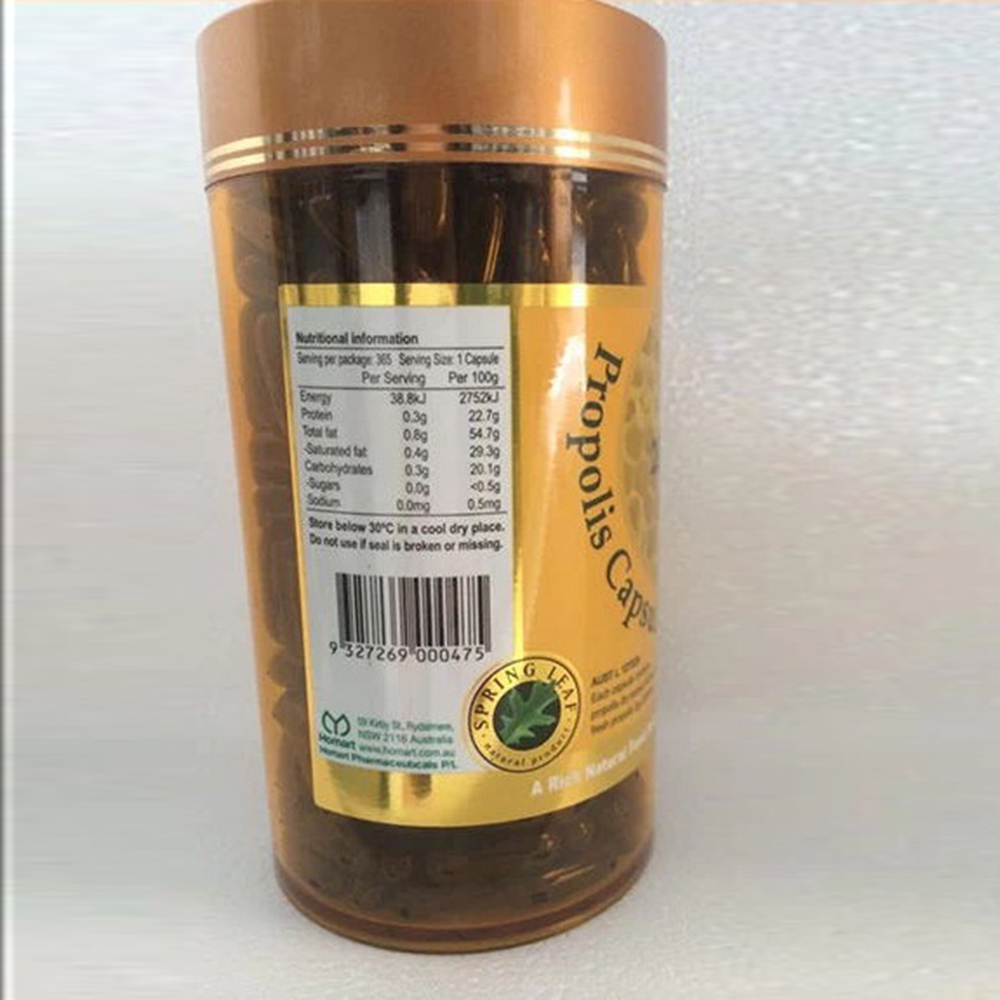 Nutritional information
Serving per package: 365 Serving Size: 1 Capsule
Per Serving Per 100g
Energy 38.8kJ 2752kJ
Protein 0.3g 22.7g
Total fat 0.8g 54.7g
-Saturated fat 0.4g 29.3g
Carbohydrates 0.3g 20.1g
-Sugars 0.0g <0.5g
Sodium 0.0mg 0.5mg
Store below 30°C in a cool dry place.
Do not use if seal is broken or missing.
9 327269 000475
Homart
St., Rydalmere,
NSW 2116 Australia
www.homart.com.au
Homart Pharmaceuticals P/L
SPRING LEAF
natural product
Propolis
AUST L
Each capsule
A Rich Natural